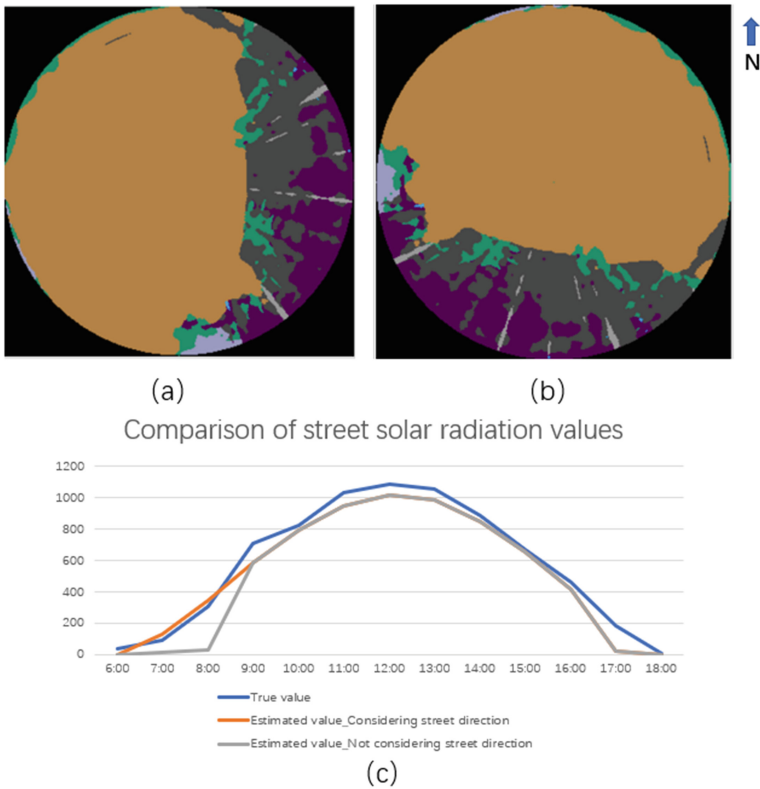 N
(a)
(b)
Comparison of street solar radiation values
1200
1000
800
600
400
200
0
6:00 7:00 8:00 9:00 10:00 11:00 12:00 13:00 14:00 15:00 16:00 17:00 18:00
True value
Estimated value_Considering street direction
Estimated value_Not considering street direction
(c)